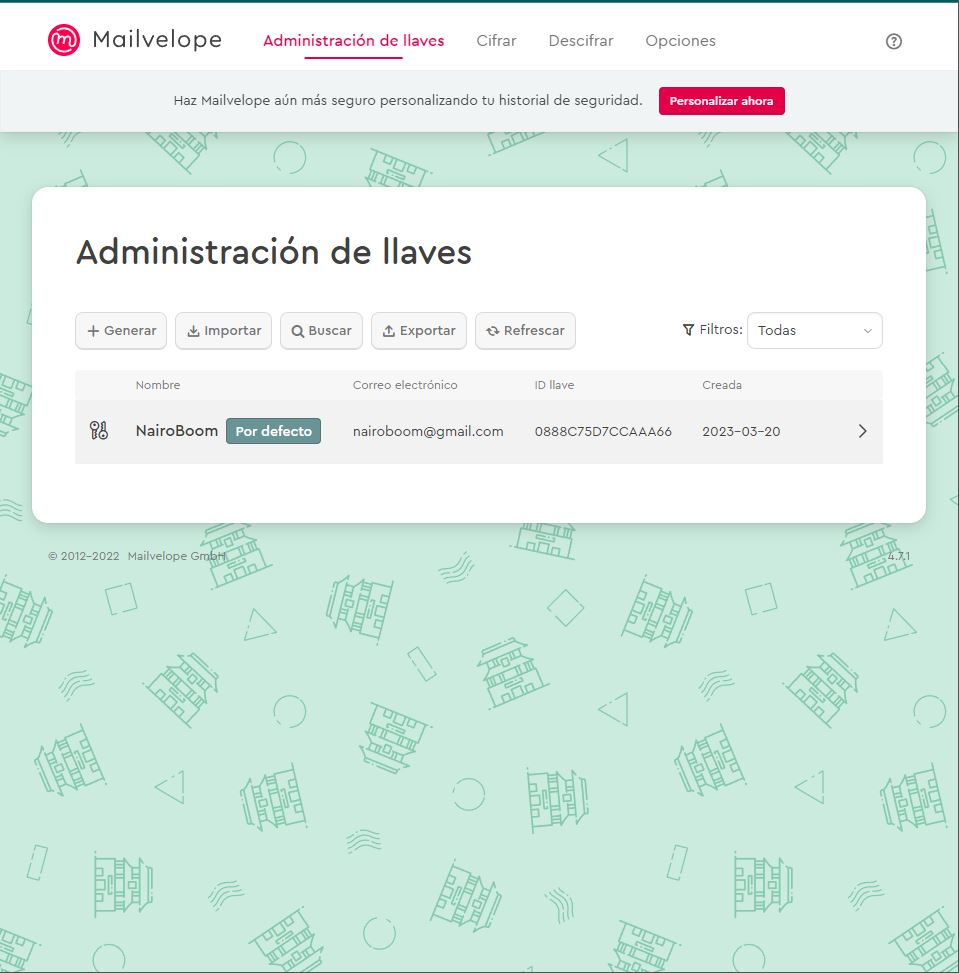 Mailvelope Administración de llaves Cifrar Descifrar Opciones ?
Haz Mailvelope aún más seguro personalizando tu historial de seguridad. Personalizar ahora
Administración de llaves
Generar Importar Buscar Exportar Refrescar Filtros: Todas
Nombre Correo electrónico ID llave Creada
NairoBoom Por defecto nairoboom@gmail.com 0888C75D7CCAAA66 2023-03-20
© 2012-2022 Mailvelope GmbH 4.7.1